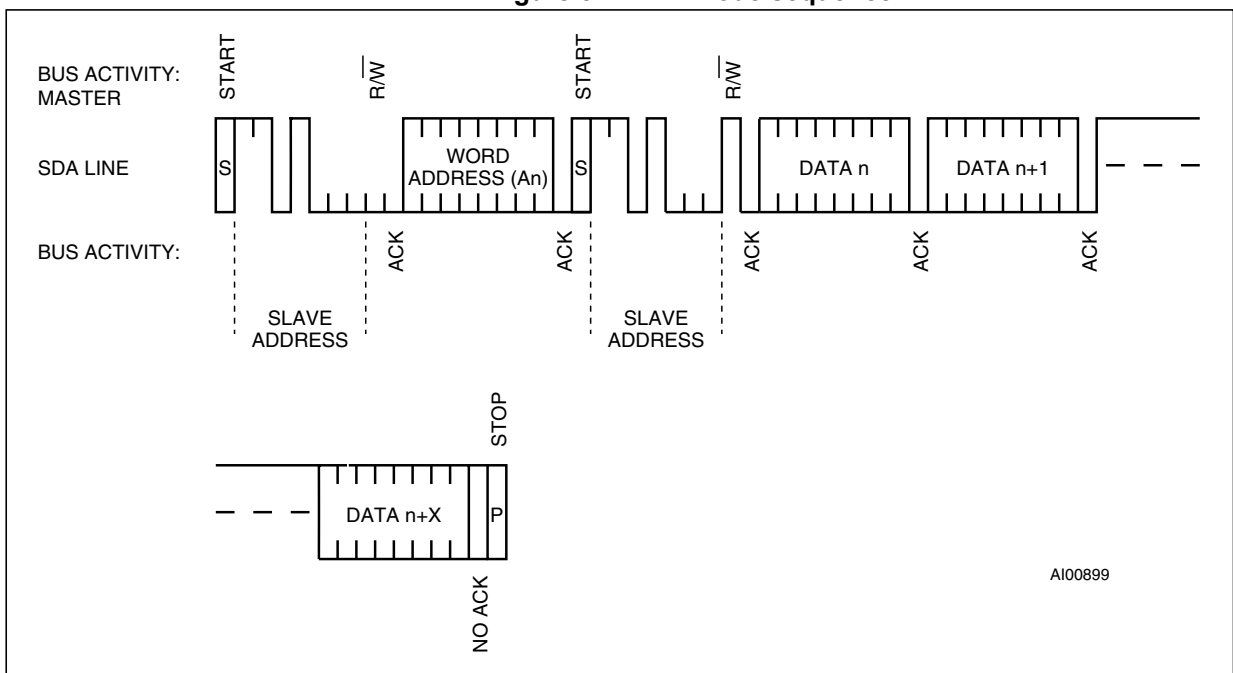 BUS ACTIVITY:
MASTER
START
R/W
START
R/W
SDA LINE
S
WORD
ADDRESS (An)
S
DATA n
DATA n+1
BUS ACTIVITY:
ACK
ACK
ACK
ACK
ACK
SLAVE
ADDRESS
SLAVE
ADDRESS
STOP
DATA n+X
P
NO ACK
AI00899